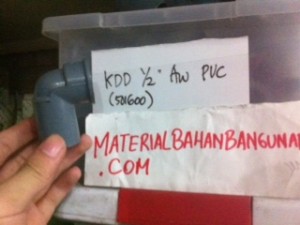 KDD 1/2" AW PVC
(501600)
MATERIALBAHANBANGUNAN
.COM